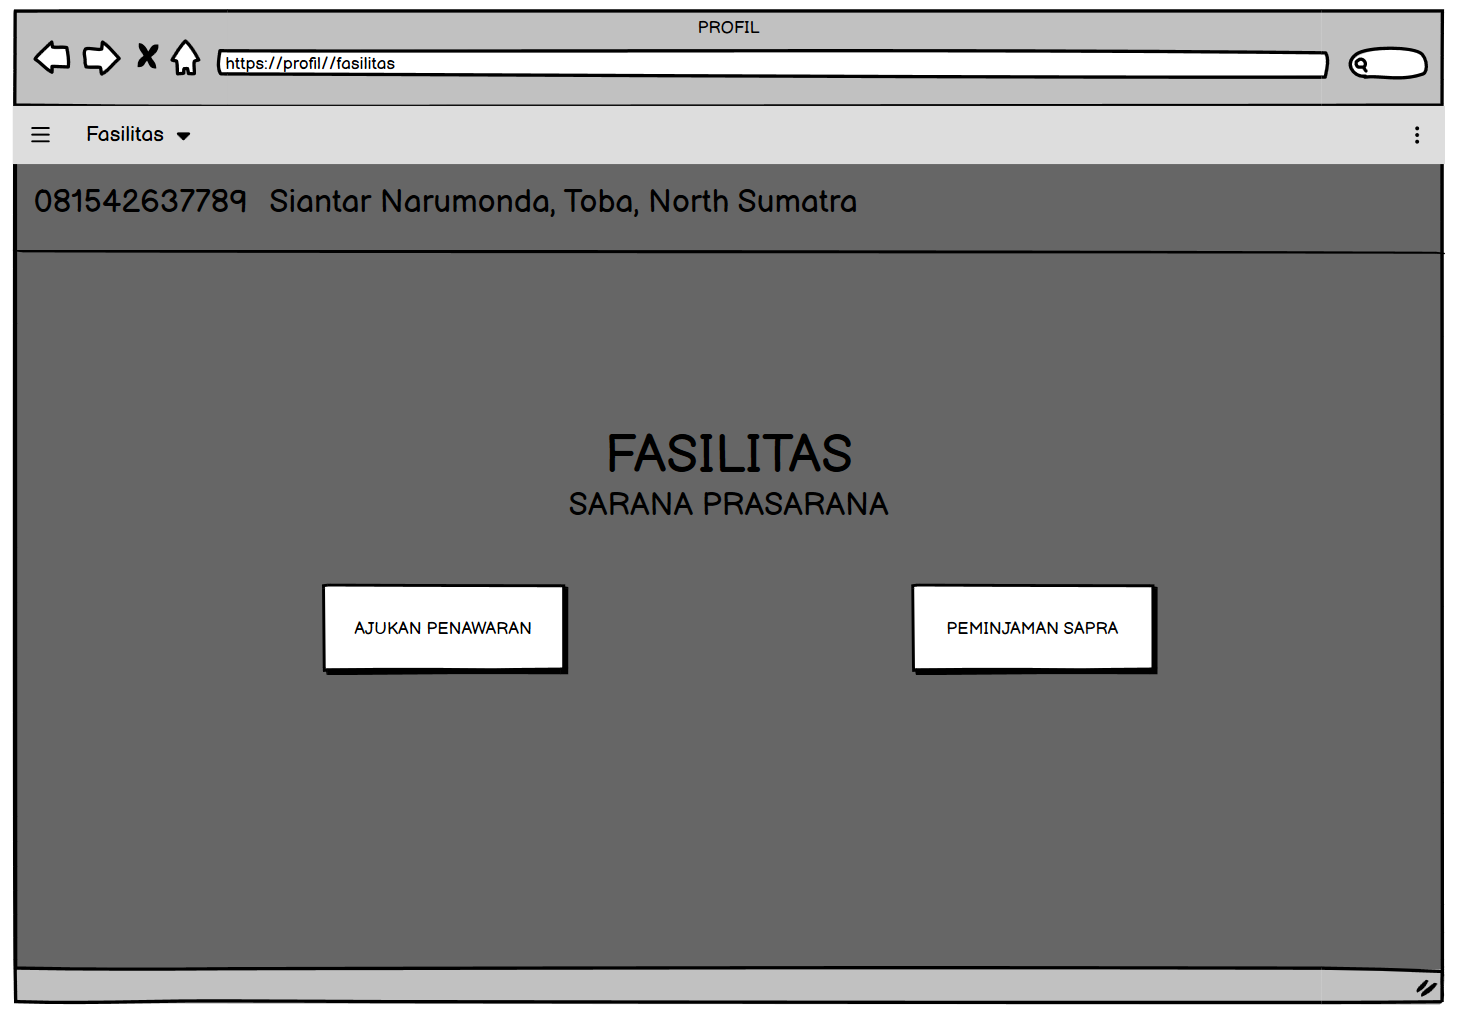 PROFIL
https://profil//fasilitas
Fasilitas
081542637789 Siantar Narumonda, Toba, North Sumatra
FASILITAS
SARANA PRASARANA
AJUKAN PENAWARAN
PEMINJAMAN SAPRA